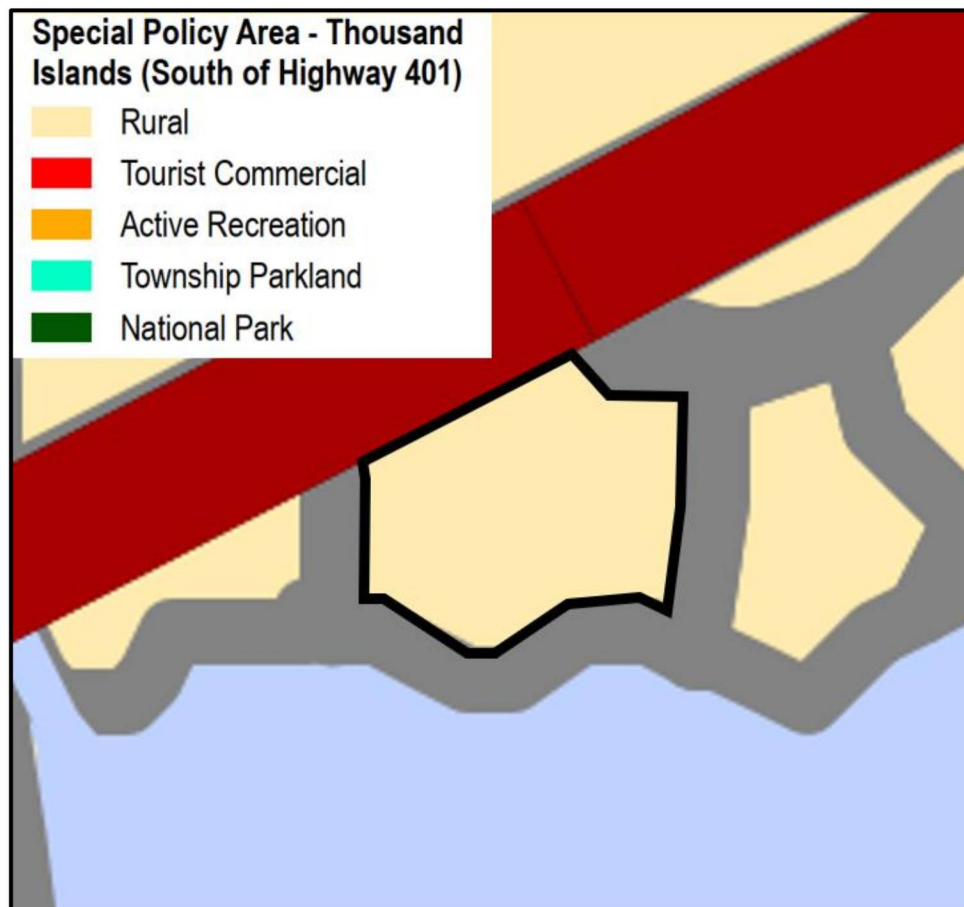 Special Policy Area - Thousand
Islands (South of Highway 401)
Rural
Tourist Commercial
Active Recreation
Township Parkland
National Park